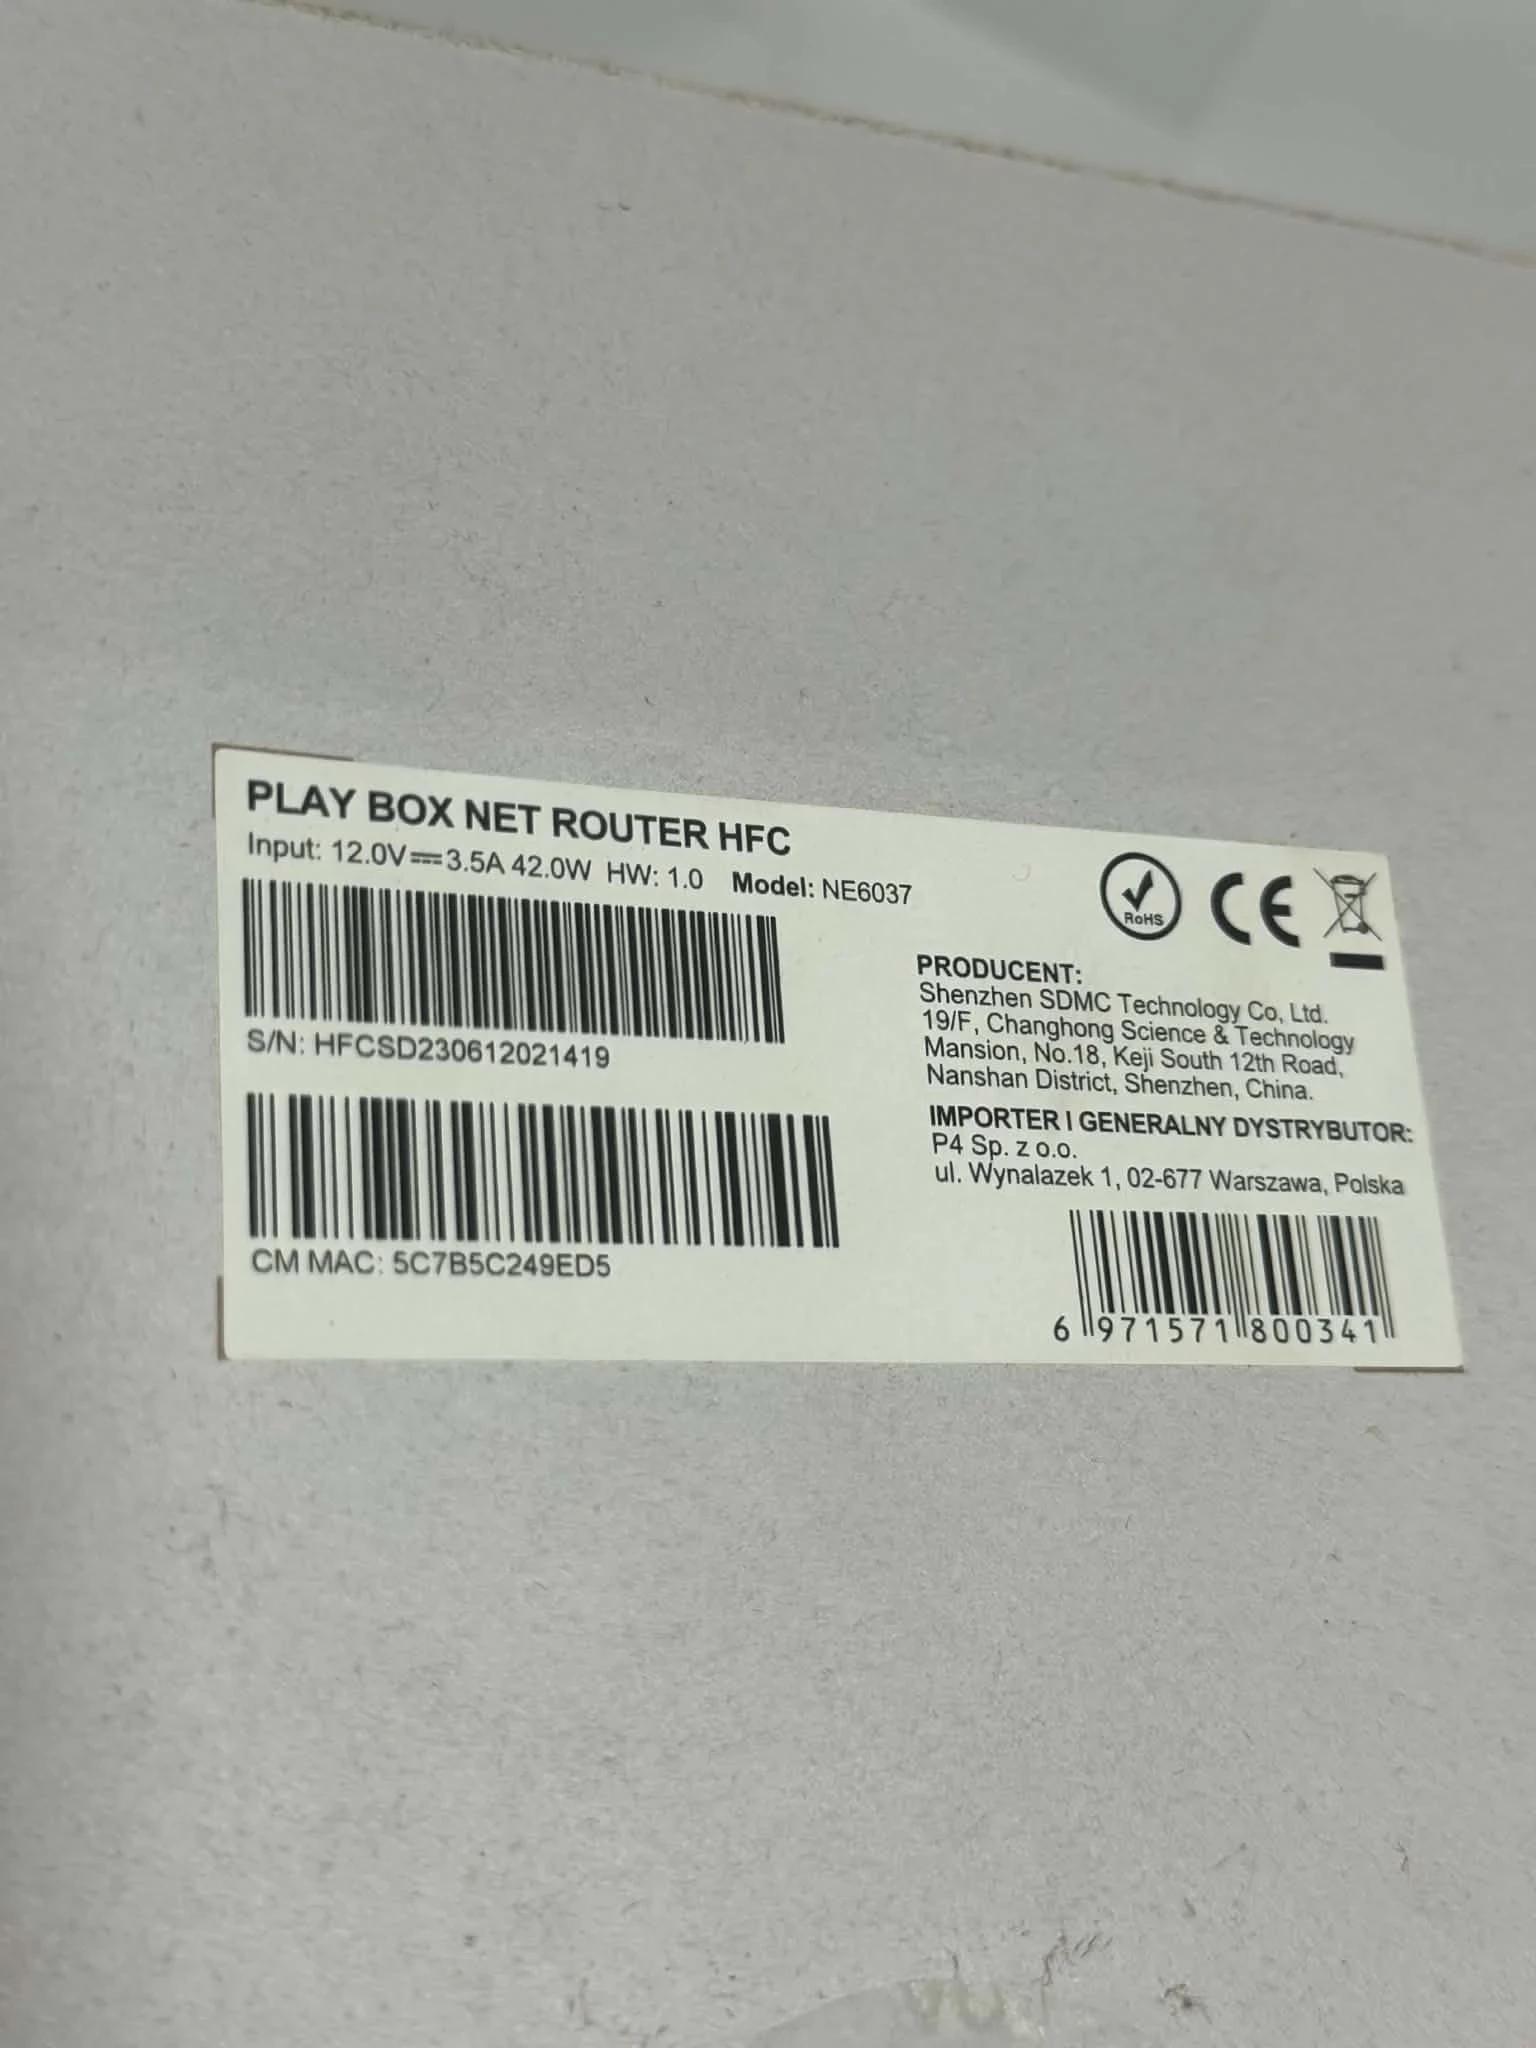 PLAY BOX NET ROUTER HFC
Input: 12.0V⎓3.5A 42.0W HW: 1.0 Model: NE6037
S/N: HFCSD230612021419
CM MAC: 5C7B5C249ED5
RoHS
CE
PRODUCENT:
Shenzhen SDMC Technology Co, Ltd.
19/F, Changhong Science & Technology
Mansion, No.18, Keji South 12th Road,
Nanshan District, Shenzhen, China.
IMPORTER I GENERALNY DYSTRYBUTOR:
P4 Sp. z o.o.
ul. Wynalazek 1, 02-677 Warszawa, Polska
6 971571 800341